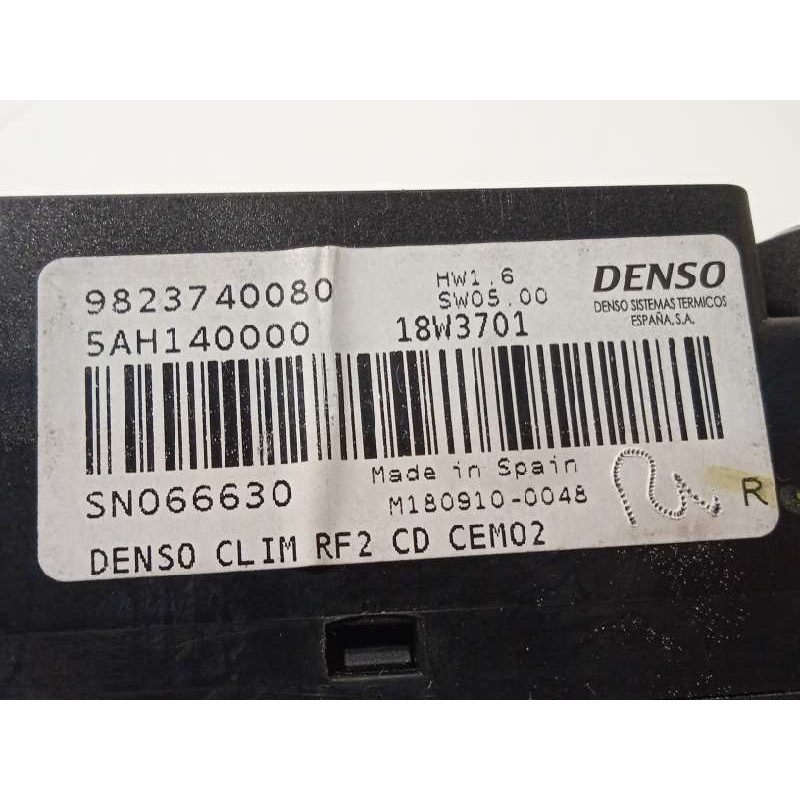 9823740080
5AH140000
HW1.6
SW05.00
18W3701
DENSO
DENSO SISTEMAS TERMICOS
ESPAÑA, S.A.
SN066630
Made in Spain
M180910-0048
R
DENSO CLIM RF2 CD CEM02